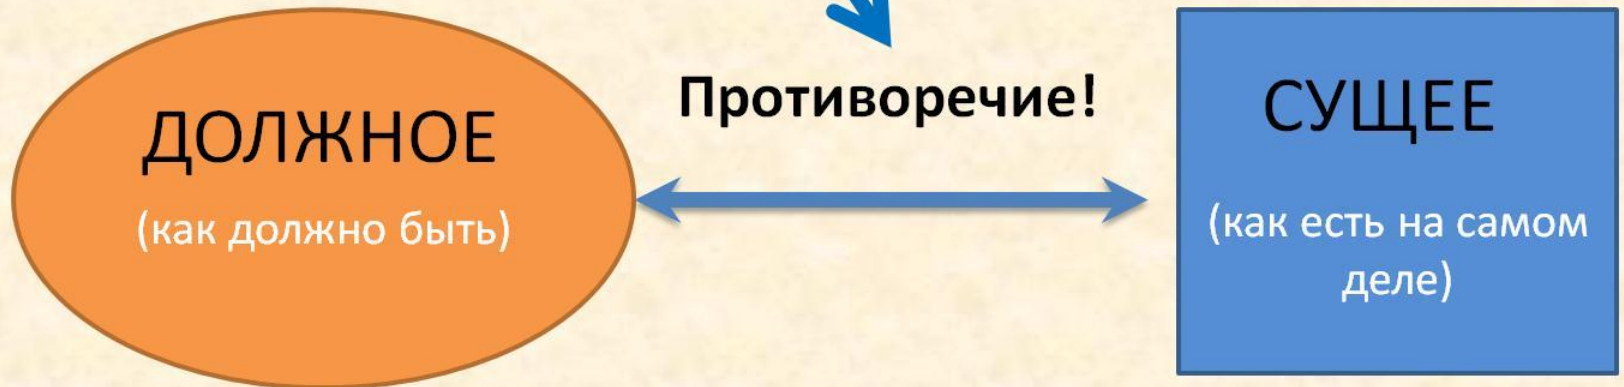 ДОЛЖНОЕ
(как должно быть)
Противоречие!
СУЩЕЕ
(как есть на самом
деле)